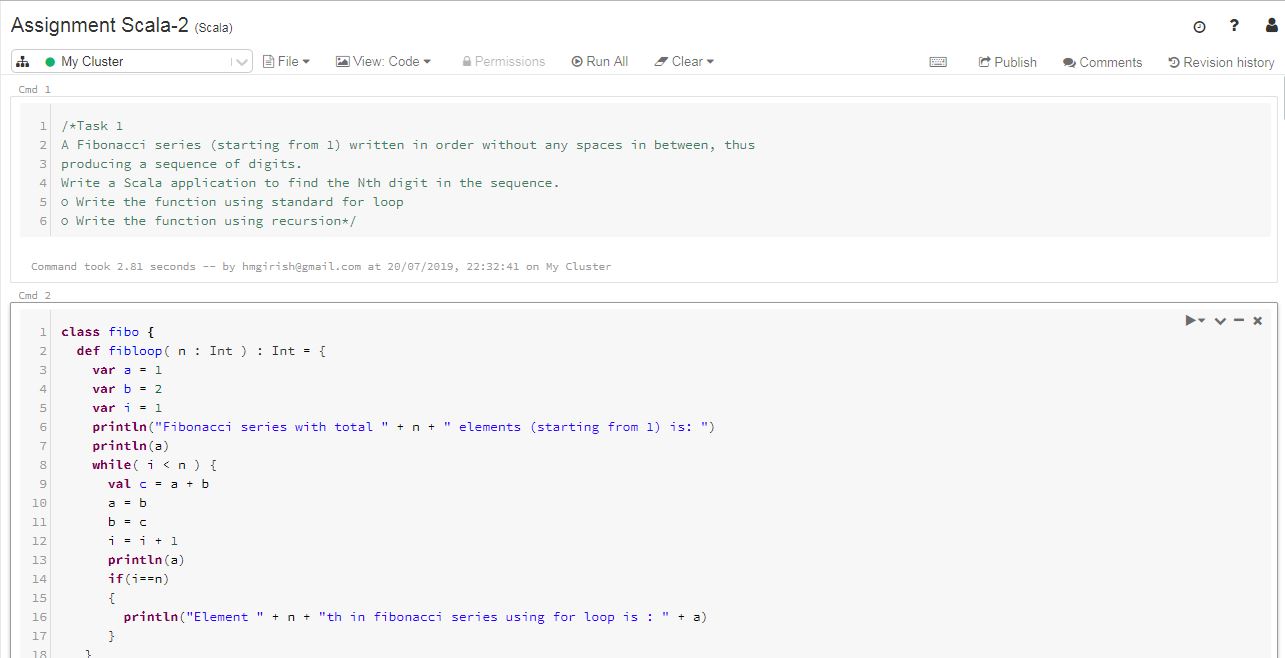 Assignment Scala-2 (Scala)
My Cluster File View: Code Permissions Run All Clear Publish Comments Revision history
Cmd 1
1 /*Task 1
2 A Fibonacci series (starting from 1) written in order without any spaces in between, thus
3 producing a sequence of digits.
4 Write a Scala application to find the Nth digit in the sequence.
5 o Write the function using standard for loop
6 o Write the function using recursion*/
Command took 2.81 seconds -- by hmgirish@gmail.com at 20/07/2019, 22:32:41 on My Cluster
Cmd 2
1 class fibo {
2 def fibloop( n : Int ) : Int = {
3 var a = 1
4 var b = 2
5 var i = 1
6 println("Fibonacci series with total " + n + " elements (starting from 1) is: ")
7 println(a)
8 while( i < n ) {
9 val c = a + b
10 a = b
11 b = c
12 i = i + 1
13 println(a)
14 if(i==n)
15 {
16 println("Element " + n + "th in fibonacci series using for loop is : " + a)
17 }
18 }